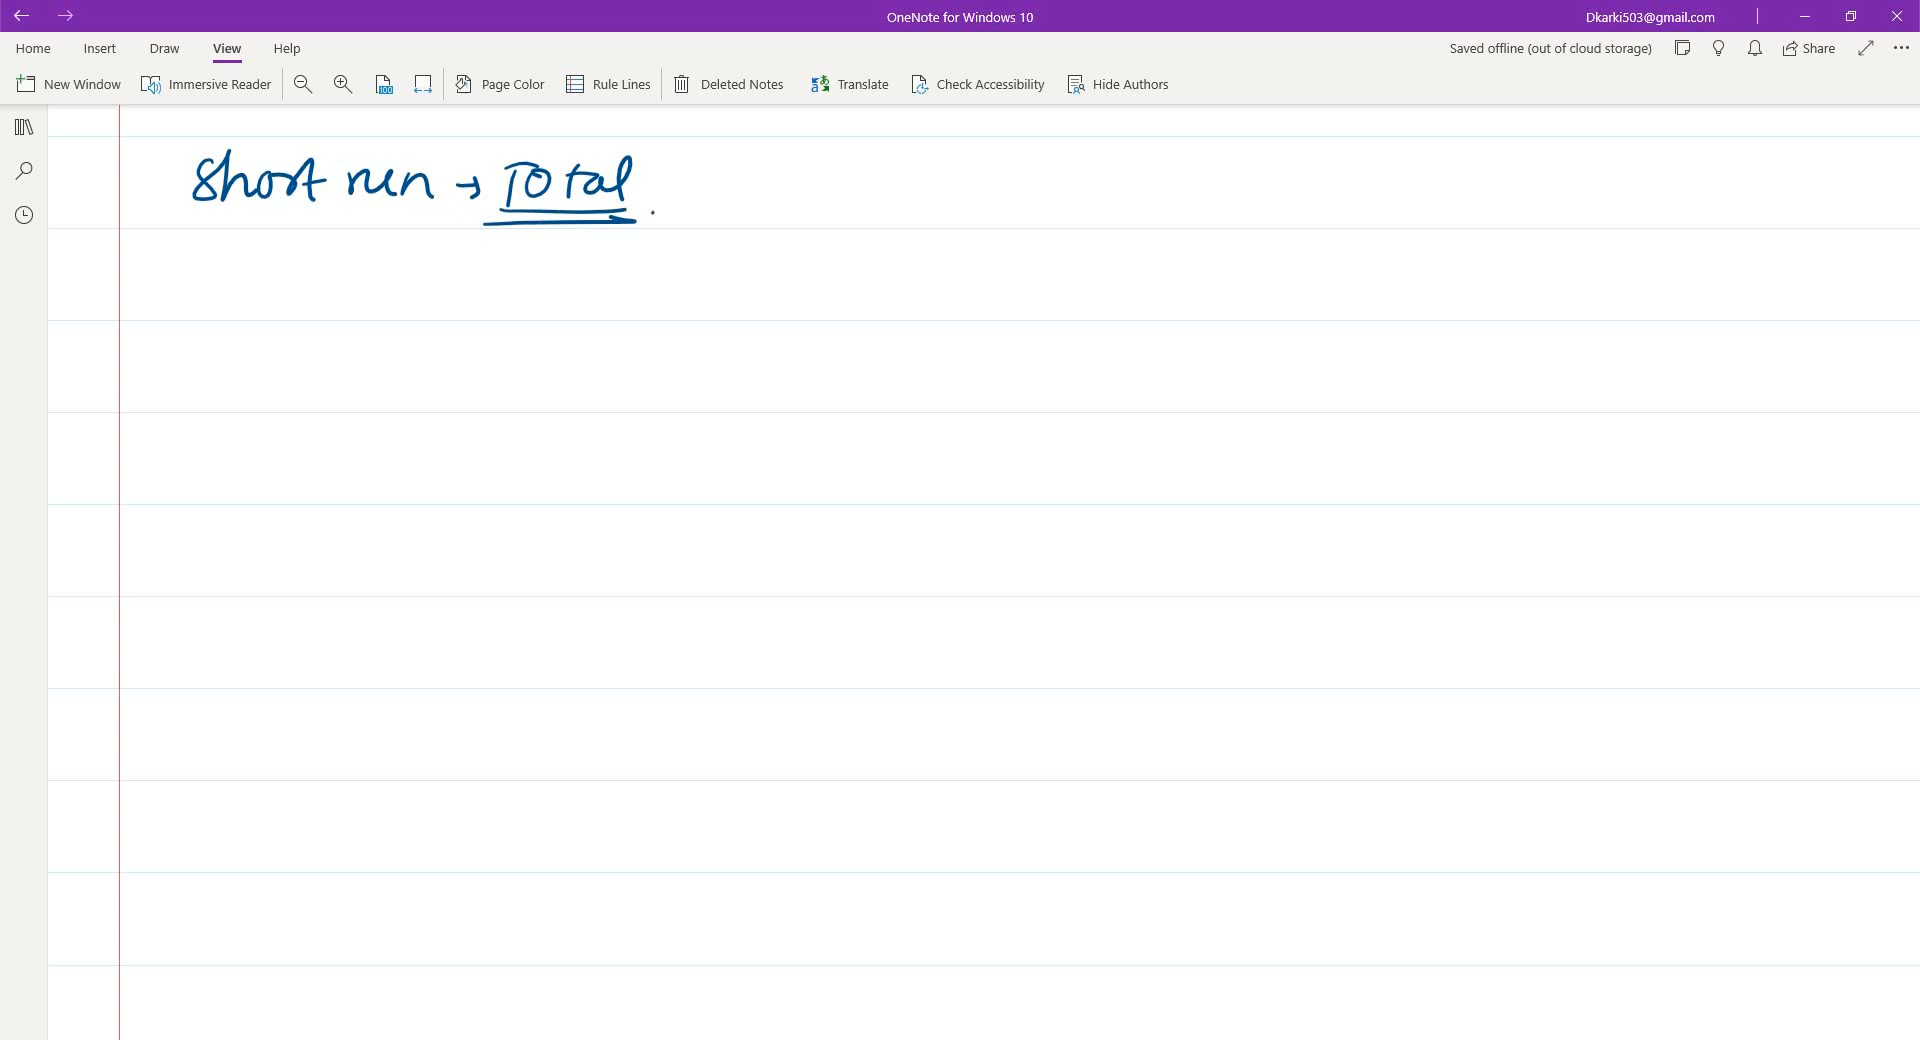 OneNote for Windows 10 Dkarki503@gmail.com
Home Insert Draw View Help Saved offline (out of cloud storage) Share
New Window Immersive Reader 100 Page Color Rule Lines Deleted Notes Translate Check Accessibility Hide Authors
Short run → Total